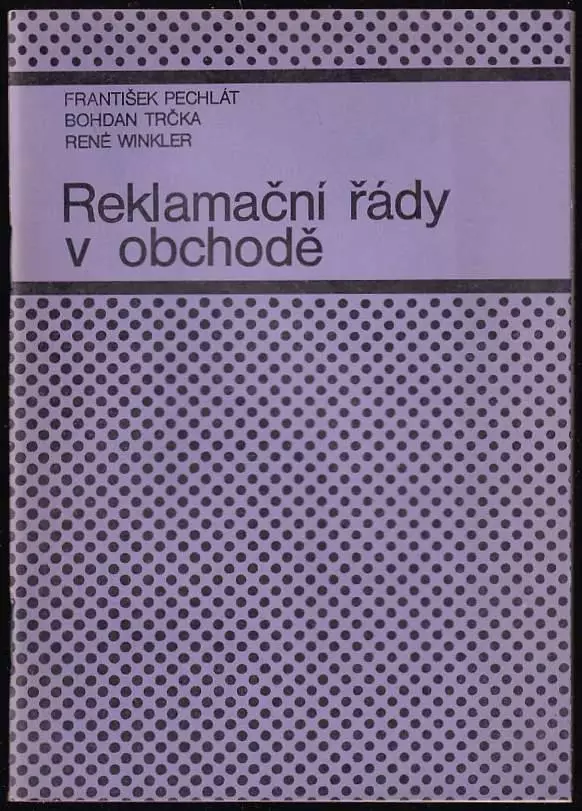 FRANTIŠEK PECHLÁT
BOHDAN TRČKA
RENÉ WINKLER
Reklamační řády
v obchodě